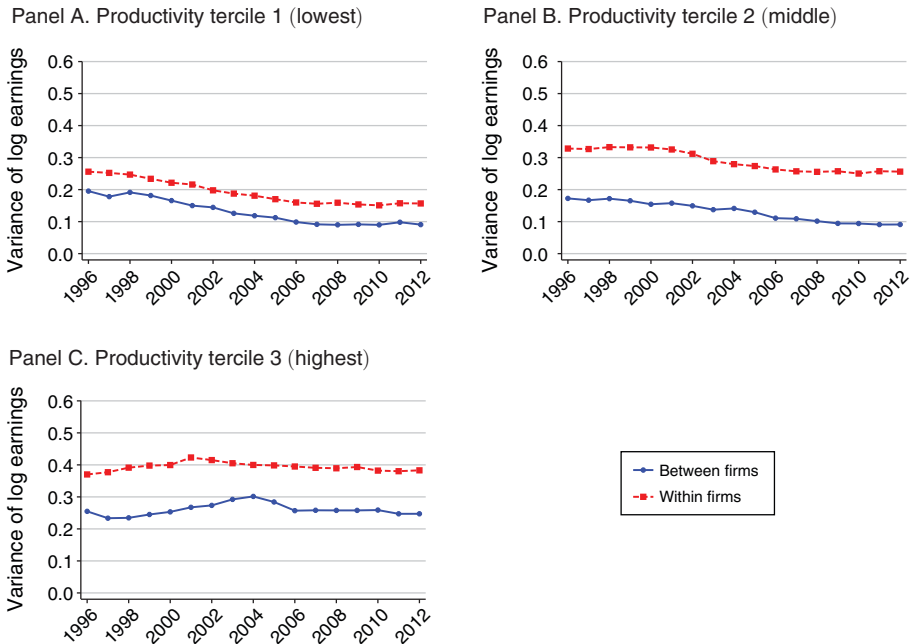 Panel A. Productivity tercile 1 (lowest)
Variance of log earnings
0.6
0.5
0.4
0.3
0.2
0.1
0.0
1996 1998 2000 2002 2004 2006 2008 2010 2012
Panel B. Productivity tercile 2 (middle)
Variance of log earnings
0.6
0.5
0.4
0.3
0.2
0.1
0.0
1996 1998 2000 2002 2004 2006 2008 2010 2012
Panel C. Productivity tercile 3 (highest)
Variance of log earnings
0.6
0.5
0.4
0.3
0.2
0.1
0.0
1996 1998 2000 2002 2004 2006 2008 2010 2012
Between firms
Within firms